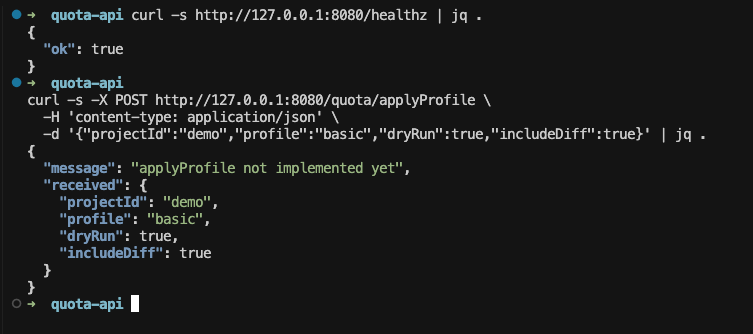 ➜  quota-api curl -s http://127.0.0.1:8080/healthz | jq .
{
  "ok": true
}
➜  quota-api
curl -s -X POST http://127.0.0.1:8080/quota/applyProfile \
  -H 'content-type: application/json' \
  -d '{"projectId":"demo","profile":"basic","dryRun":true,"includeDiff":true}' | jq .
{
  "message": "applyProfile not implemented yet",
  "received": {
    "projectId": "demo",
    "profile": "basic",
    "dryRun": true,
    "includeDiff": true
  }
}
➜  quota-api